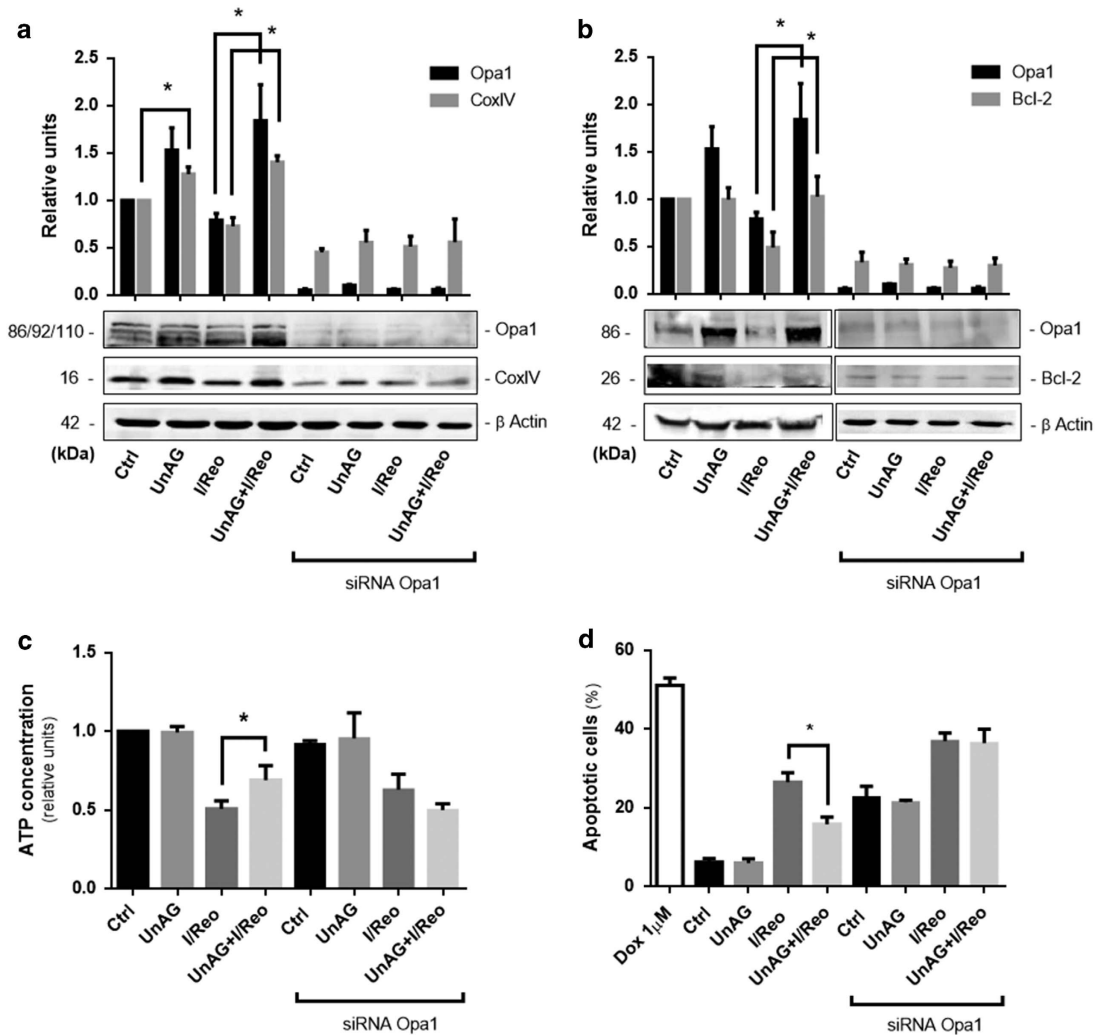 a
*
*
*
2.5
2.0
1.5
1.0
0.5
0.0
Relative units
Opa1
CoxIV
86/92/110 -
- Opa1
16 -
- CoxIV
42 -
- β Actin
(kDa)
Ctrl
UnAG
I/Reo
UnAG+I/Reo
Ctrl
UnAG
I/Reo
UnAG+I/Reo
siRNA Opa1
b
*
*
2.5
2.0
1.5
1.0
0.5
0.0
Relative units
Opa1
Bcl-2
86 -
- Opa1
26 -
- Bcl-2
42 -
- β Actin
(kDa)
Ctrl
UnAG
I/Reo
UnAG+I/Reo
Ctrl
UnAG
I/Reo
UnAG+I/Reo
siRNA Opa1
c
1.5
1.0
0.5
0.0
ATP concentration
(relative units)
*
Ctrl
UnAG
I/Reo
UnAG+I/Reo
Ctrl
UnAG
I/Reo
UnAG+I/Reo
siRNA Opa1
d
60
40
20
0
Apoptotic cells (%)
*
Dox 1µM
Ctrl
UnAG
I/Reo
UnAG+I/Reo
Ctrl
UnAG
I/Reo
UnAG+I/Reo
siRNA Opa1